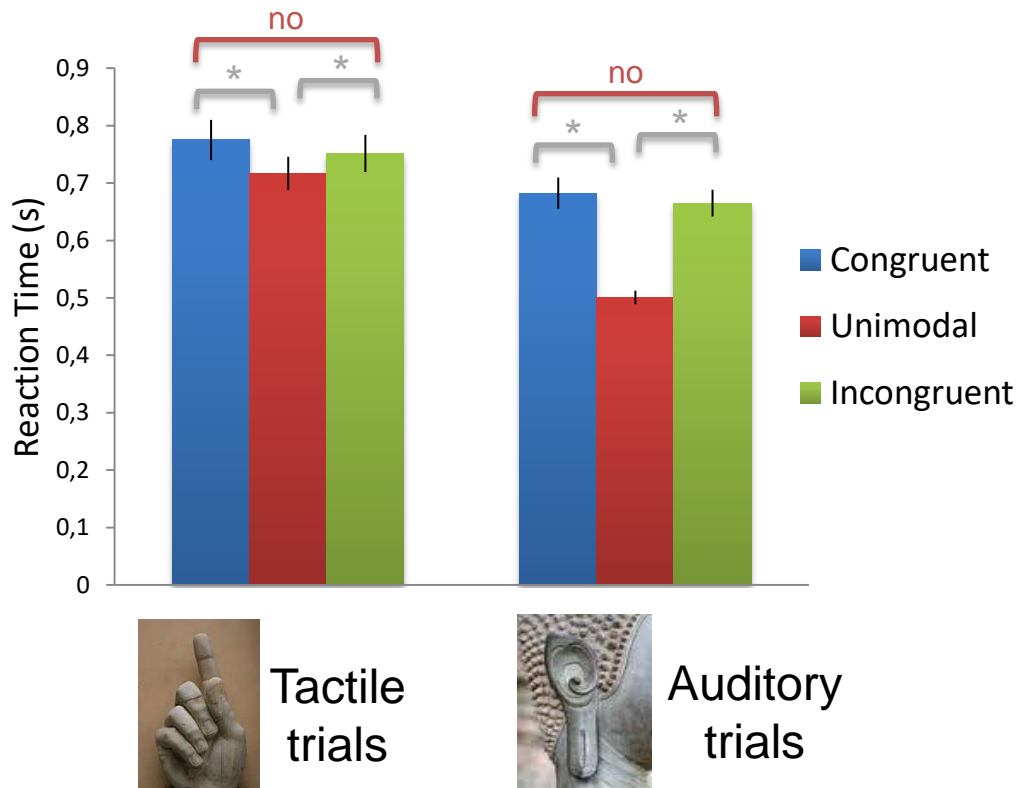 no
* *
no
* *
Reaction Time (s)
0,9
0,8
0,7
0,6
0,5
0,4
0,3
0,2
0,1
0
Congruent
Unimodal
Incongruent
Tactile
trials
Auditory
trials